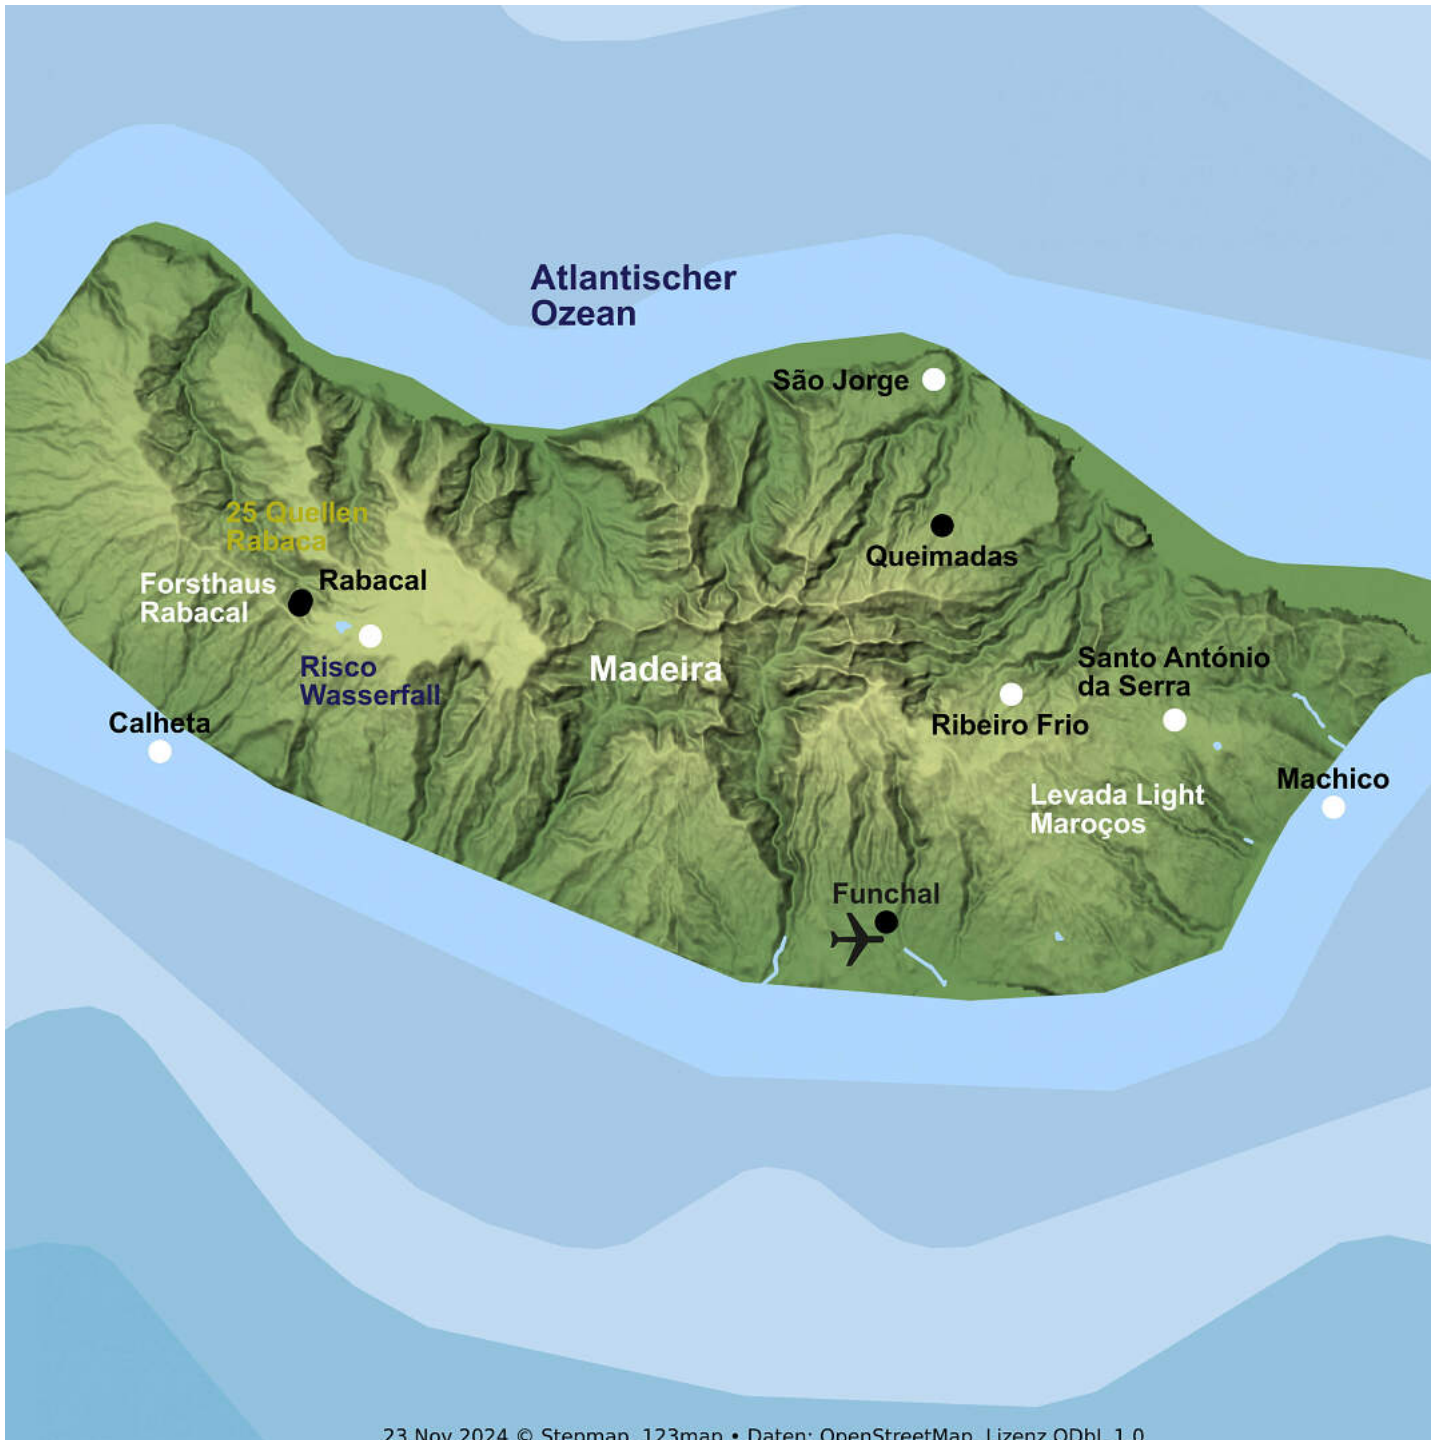 Atlantischer
Ozean
São Jorge
25 Quellen
Rabaca
Queimadas
Forsthaus
Rabacal
Rabacal
Risco
Wasserfall
Madeira
Santo António
da Serra
Calheta
Ribeiro Frio
Machico
Levada Light
Maroços
Funchal
23 Nov 2024 © Stepmap, 123map • Daten: OpenStreetMap, Lizenz ODbL 1.0